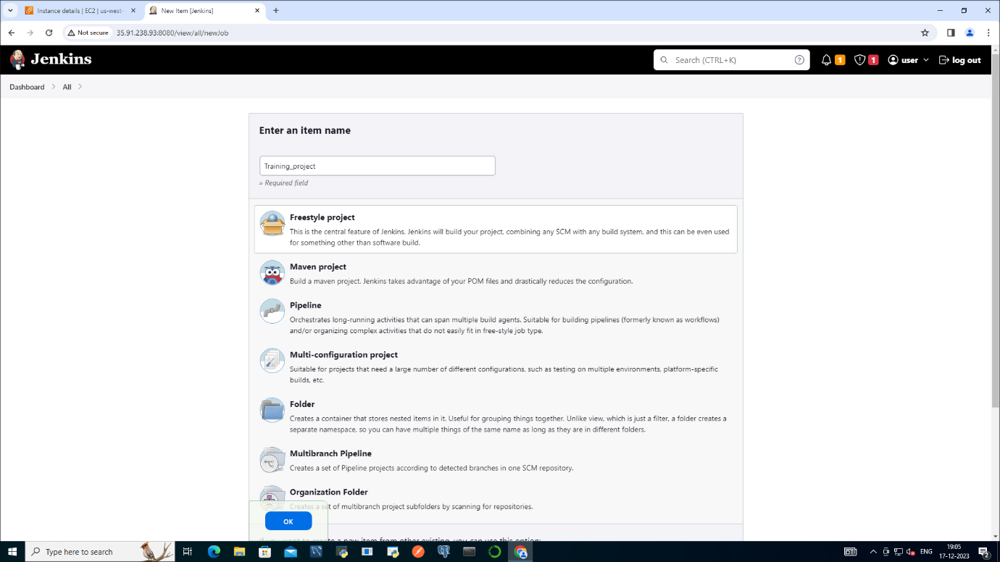 Instance details | EC2 | us-west-
New Item [Jenkins]
Not secure
35.91.238.93:8080/view/all/newJob
Jenkins
Search (CTRL+K)
1
1
user
log out
Dashboard
All
Enter an item name
Training_project
» Required field
Freestyle project
This is the central feature of Jenkins. Jenkins will build your project, combining any SCM with any build system, and this can be even used
for something other than software build.
Maven project
Build a maven project. Jenkins takes advantage of your POM files and drastically reduces the configuration.
Pipeline
Orchestrates long-running activities that can span multiple build agents. Suitable for building pipelines (formerly known as workflows)
and/or organizing complex activities that do not easily fit in free-style job type.
Multi-configuration project
Suitable for projects that need a large number of different configurations, such as testing on multiple environments, platform-specific
builds, etc.
Folder
Creates a container that stores nested items in it. Useful for grouping things together. Unlike view, which is just a filter, a folder creates a
separate namespace, so you can have multiple things of the same name as long as they are in different folders.
Multibranch Pipeline
Creates a set of Pipeline projects according to detected branches in one SCM repository.
Organization Folder
Creates a set of multibranch project subfolders by scanning for repositories.
OK
If you want to create a new item from other existing, you can use this option:
Type here to search
ENG
19:05
17-12-2023
2